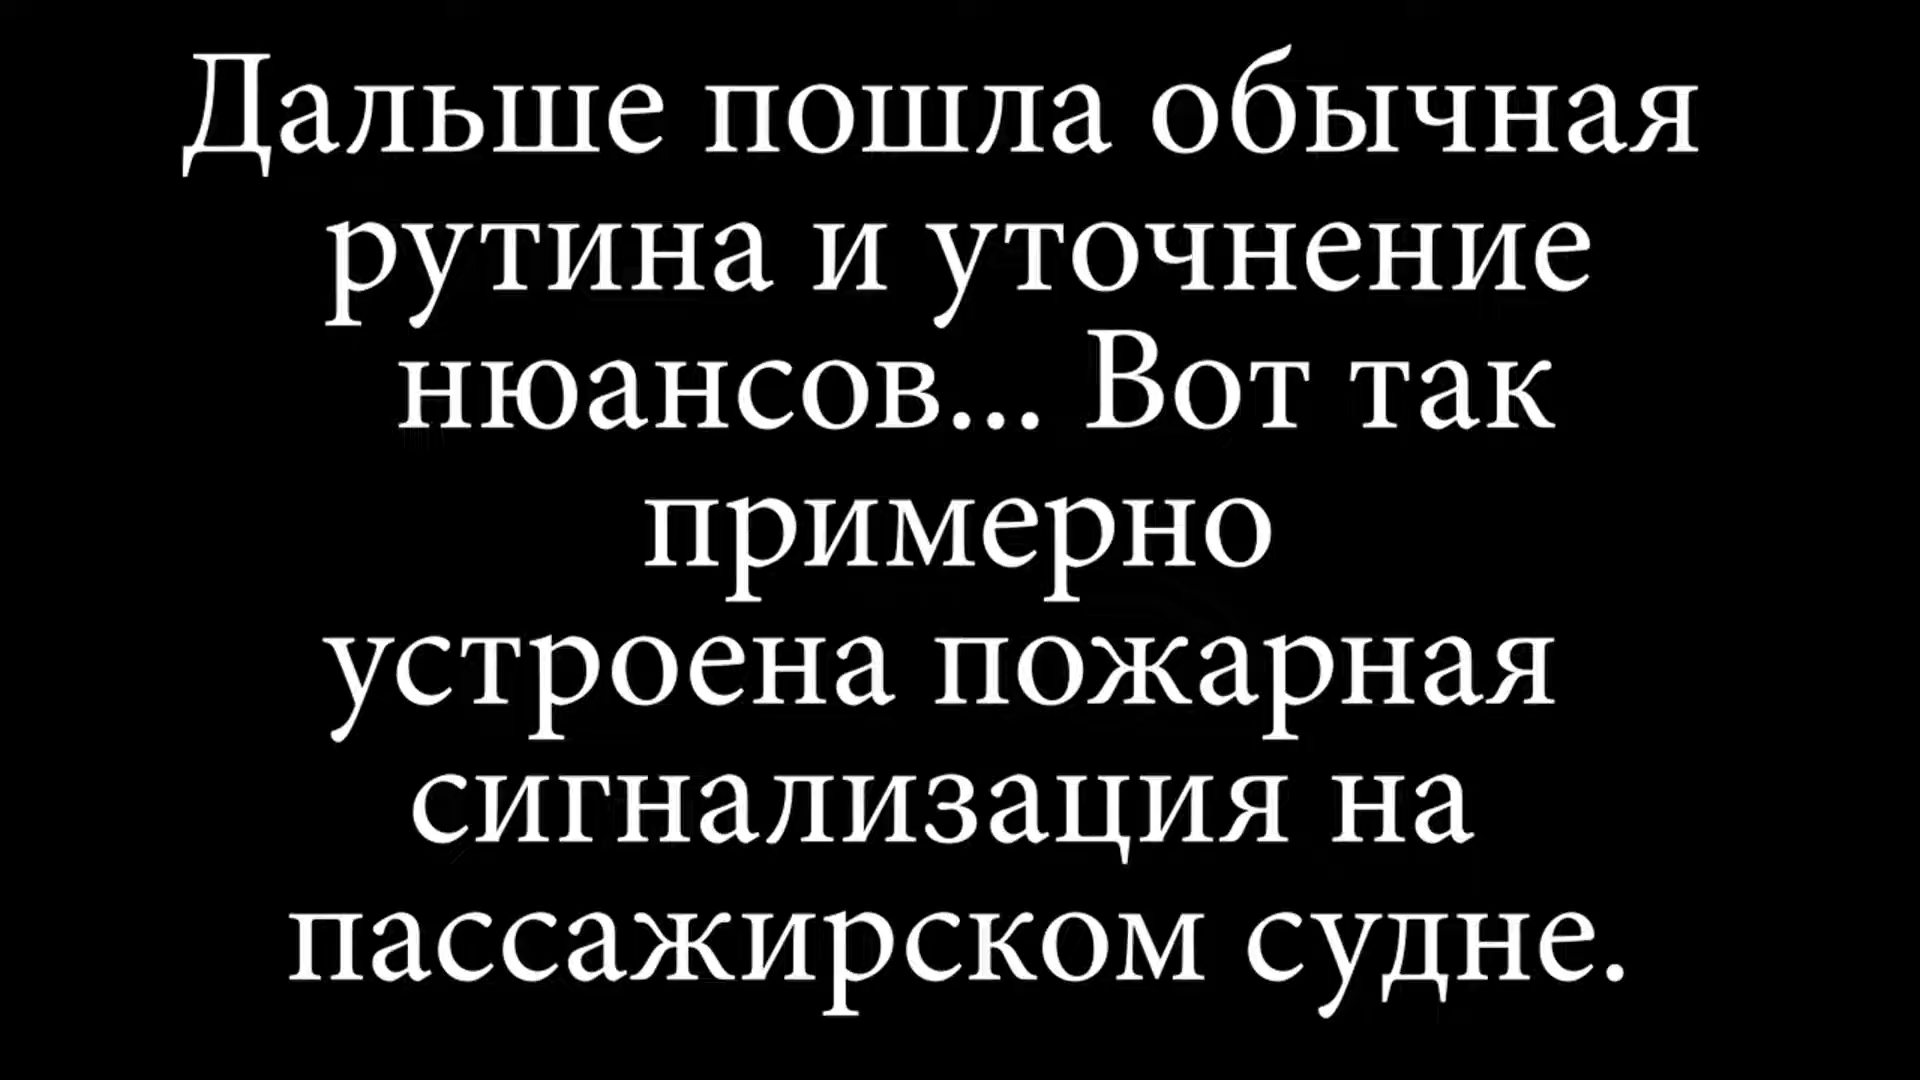 Дальше пошла обычная
рутина и уточнение
нюансов... Вот так
примерно
устроена пожарная
сигнализация на
пассажирском судне.